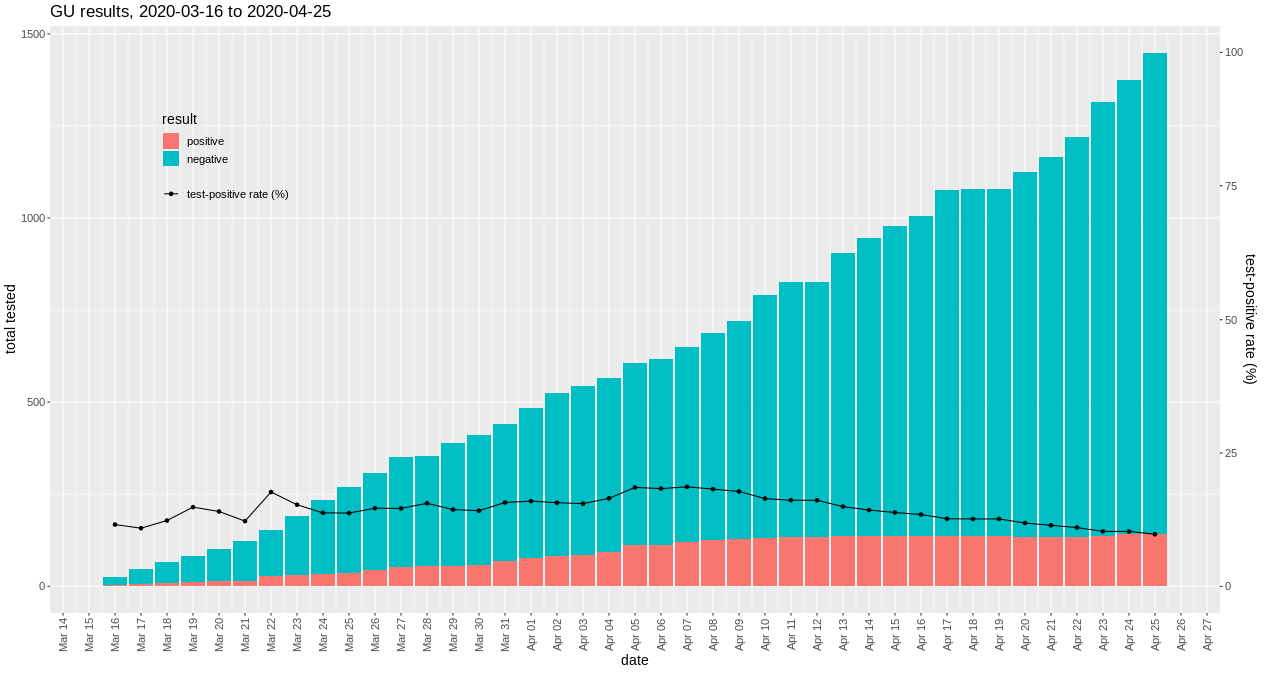 GU results, 2020-03-16 to 2020-04-25
1500
1000
500
0
total tested
result
positive
negative
test-positive rate (%)
100
75
50
25
0
test-positive rate (%)
Mar 14
Mar 15
Mar 16
Mar 17
Mar 18
Mar 19
Mar 20
Mar 21
Mar 22
Mar 23
Mar 24
Mar 25
Mar 26
Mar 27
Mar 28
Mar 29
Mar 30
Mar 31
Apr 01
Apr 02
Apr 03
Apr 04
Apr 05
Apr 06
Apr 07
Apr 08
Apr 09
Apr 10
Apr 11
Apr 12
Apr 13
Apr 14
Apr 15
Apr 16
Apr 17
Apr 18
Apr 19
Apr 20
Apr 21
Apr 22
Apr 23
Apr 24
Apr 25
Apr 26
Apr 27
date